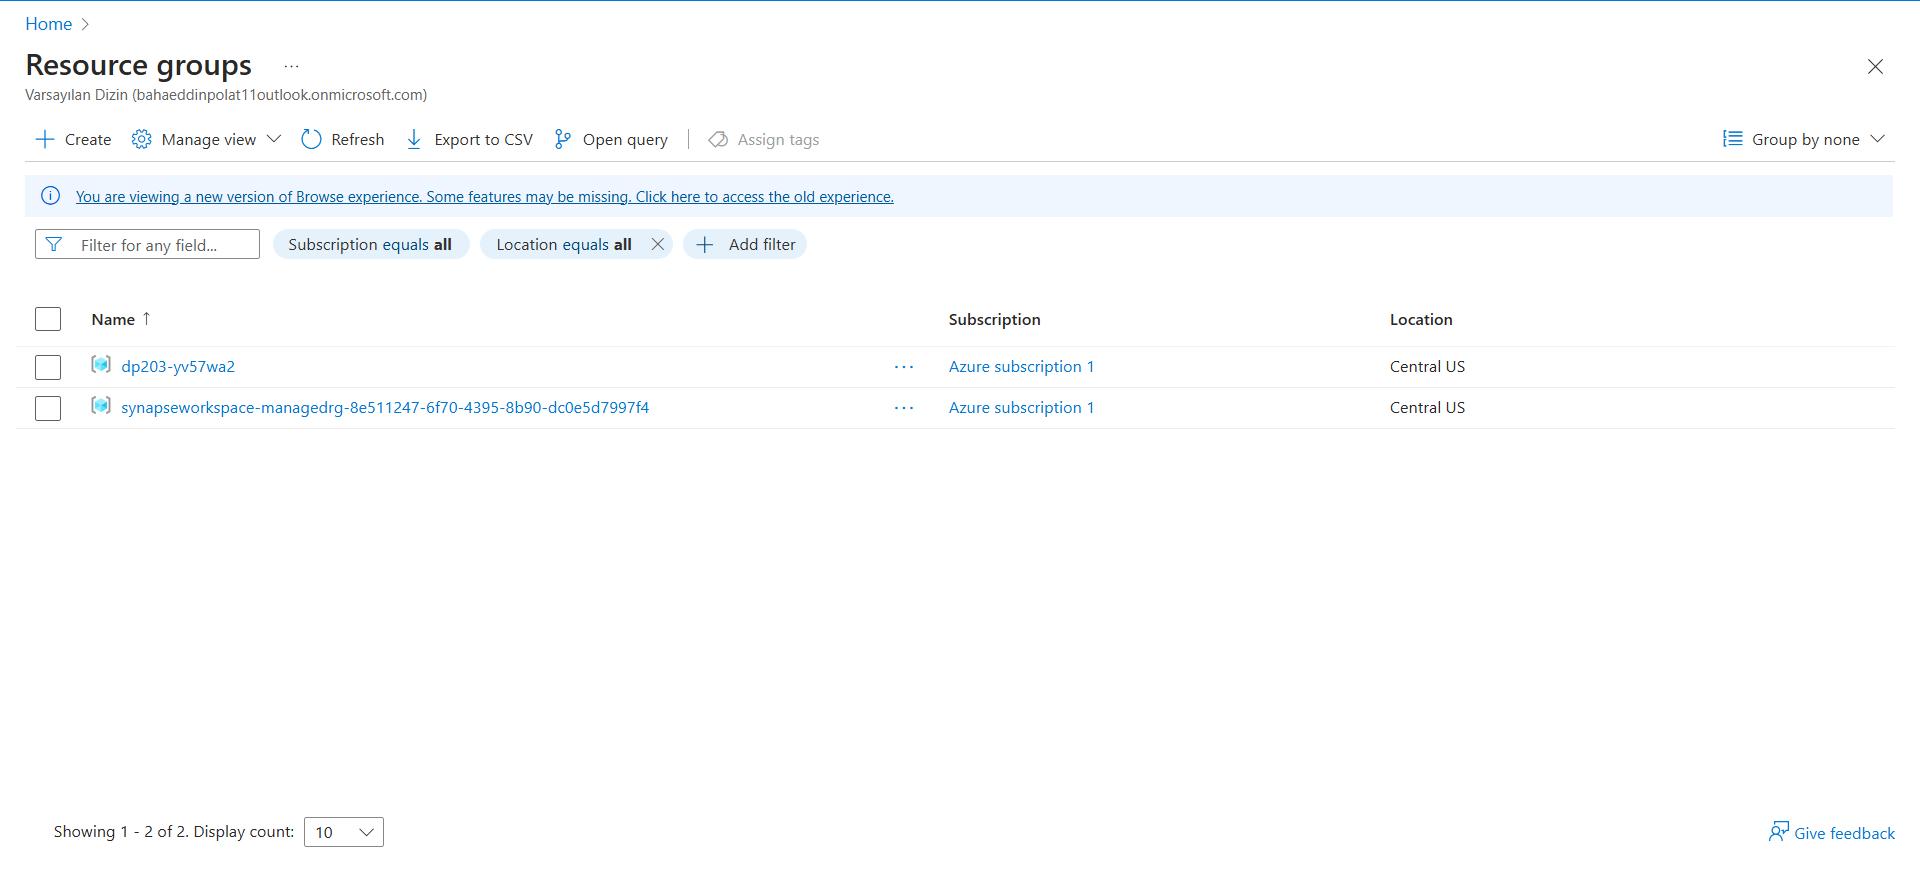 Home
Resource groups
Varsayılan Dizin (bahaeddinpolat11outlook.onmicrosoft.com)
Create Manage view Refresh Export to CSV Open query Assign tags Group by none
You are viewing a new version of Browse experience. Some features may be missing. Click here to access the old experience.
Filter for any field... Subscription equals all Location equals all Add filter
Name ↑ Subscription Location
dp203-yv57wa2 ... Azure subscription 1 Central US
synapseworkspace-managedrg-8e511247-6f70-4395-8b90-dc0e5d7997f4 ... Azure subscription 1 Central US
Showing 1 - 2 of 2. Display count: 10 Give feedback